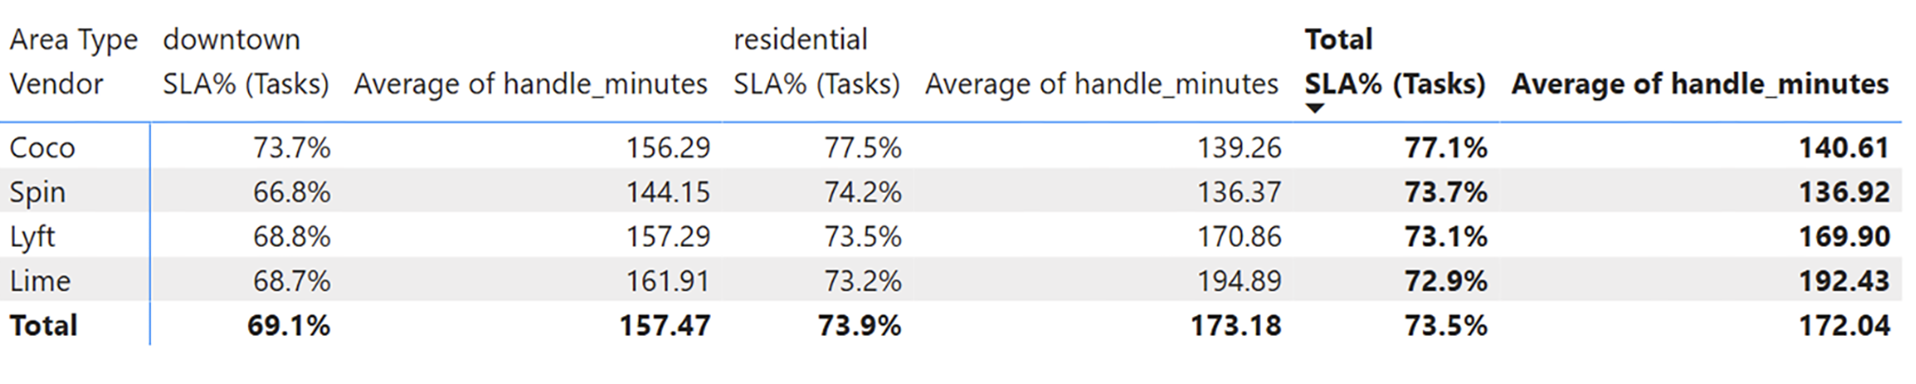 Area Type downtown residential Total
Vendor SLA% (Tasks) Average of handle_minutes SLA% (Tasks) Average of handle_minutes SLA% (Tasks) Average of handle_minutes
Coco 73.7% 156.29 77.5% 139.26 77.1% 140.61
Spin 66.8% 144.15 74.2% 136.37 73.7% 136.92
Lyft 68.8% 157.29 73.5% 170.86 73.1% 169.90
Lime 68.7% 161.91 73.2% 194.89 72.9% 192.43
Total 69.1% 157.47 73.9% 173.18 73.5% 172.04